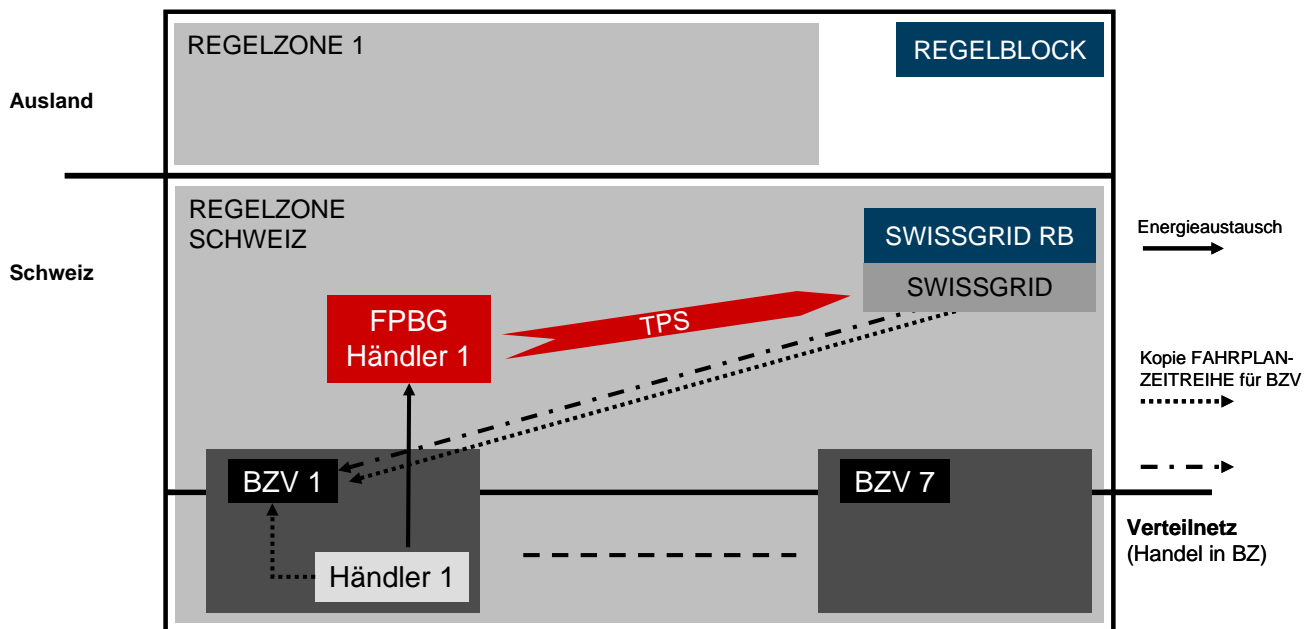 REGELZONE 1
REGELBLOCK
Ausland
REGELZONE
SCHWEIZ
SWISSGRID RB
Energieaustausch
Schweiz
SWISSGRID
FPBG
Händler 1
TPS
Kopie FAHRPLAN-
ZEITREIHE für BZV
BZV 1
BZV 7
Verteilnetz
(Handel in BZ)
Händler 1